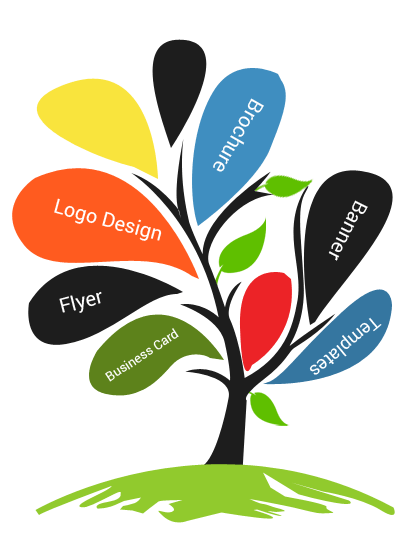 Brochure
Logo Design
Banner
Flyer
Business Card
Templates